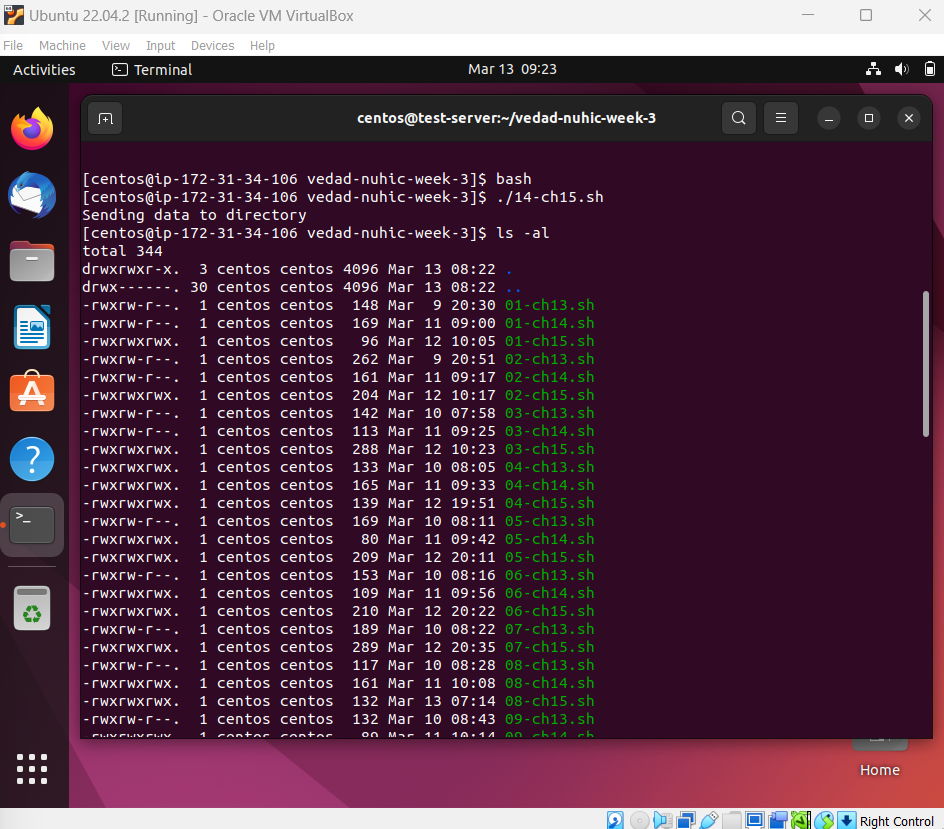 Ubuntu 22.04.2 [Running] - Oracle VM VirtualBox
File Machine View Input Devices Help
Activities Terminal Mar 13 09:23
centos@test-server:~/vedad-nuhic-week-3
[centos@ip-172-31-34-106 vedad-nuhic-week-3]$ bash
[centos@ip-172-31-34-106 vedad-nuhic-week-3]$ ./14-ch15.sh
Sending data to directory
[centos@ip-172-31-34-106 vedad-nuhic-week-3]$ ls -al
total 344
drwxrwxr-x. 3 centos centos 4096 Mar 13 08:22 .
drwx------. 30 centos centos 4096 Mar 13 08:22 ..
-rwxrw-r--. 1 centos centos 148 Mar 9 20:30 01-ch13.sh
-rwxrw-r--. 1 centos centos 169 Mar 11 09:00 01-ch14.sh
-rwxrwxrwx. 1 centos centos 96 Mar 12 10:05 01-ch15.sh
-rwxrw-r--. 1 centos centos 262 Mar 9 20:51 02-ch13.sh
-rwxrw-r--. 1 centos centos 161 Mar 11 09:17 02-ch14.sh
-rwxrwxrwx. 1 centos centos 204 Mar 12 10:17 02-ch15.sh
-rwxrw-r--. 1 centos centos 142 Mar 10 07:58 03-ch13.sh
-rwxrw-r--. 1 centos centos 113 Mar 11 09:25 03-ch14.sh
-rwxrwxrwx. 1 centos centos 288 Mar 12 10:23 03-ch15.sh
-rwxrw-r--. 1 centos centos 133 Mar 10 08:05 04-ch13.sh
-rwxrw-r--. 1 centos centos 165 Mar 11 09:33 04-ch14.sh
-rwxrwxrwx. 1 centos centos 139 Mar 12 19:51 04-ch15.sh
-rwxrw-r--. 1 centos centos 169 Mar 10 08:11 05-ch13.sh
-rwxrw-r--. 1 centos centos 80 Mar 11 09:42 05-ch14.sh
-rwxrwxrwx. 1 centos centos 209 Mar 12 20:11 05-ch15.sh
-rwxrw-r--. 1 centos centos 153 Mar 10 08:16 06-ch13.sh
-rwxrw-r--. 1 centos centos 109 Mar 11 09:56 06-ch14.sh
-rwxrwxrwx. 1 centos centos 210 Mar 12 20:22 06-ch15.sh
-rwxrw-r--. 1 centos centos 189 Mar 10 08:22 07-ch13.sh
-rwxrwxrwx. 1 centos centos 289 Mar 12 20:35 07-ch15.sh
-rwxrw-r--. 1 centos centos 117 Mar 10 08:28 08-ch13.sh
-rwxrwxrwx. 1 centos centos 161 Mar 11 10:08 08-ch14.sh
-rwxrwxrwx. 1 centos centos 132 Mar 13 07:14 08-ch15.sh
-rwxrw-r--. 1 centos centos 132 Mar 10 08:43 09-ch13.sh
-rwxrwxrwx. 1 centos centos 89 Mar 11 10:14 09-ch14.sh
Home
Right Control